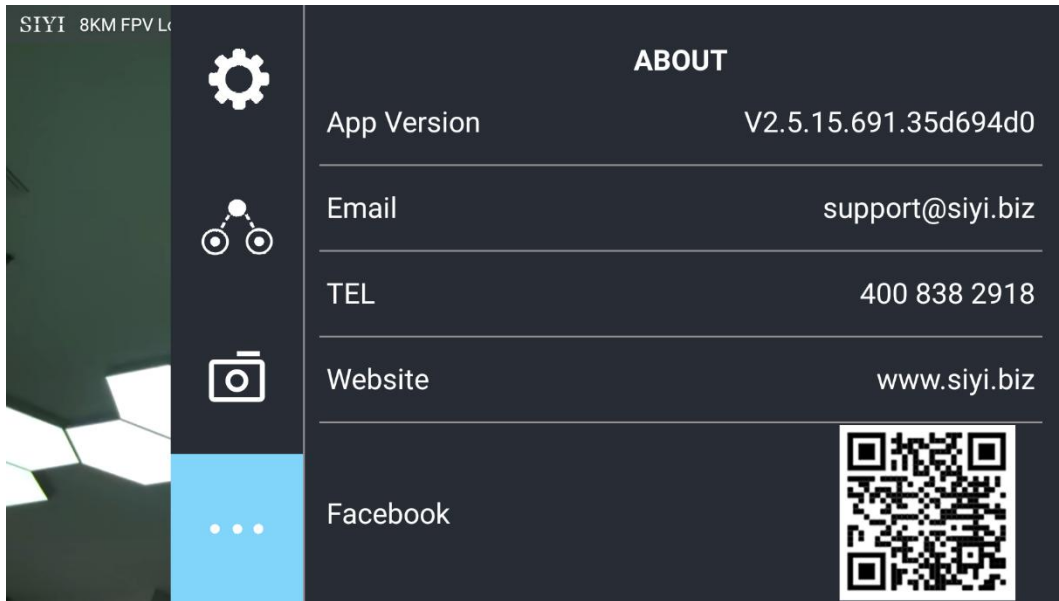 SIYI 8KM FPV
ABOUT
App Version V2.5.15.691.35d694d0
Email support@siyi.biz
TEL 400 838 2918
Website www.siyi.biz
Facebook